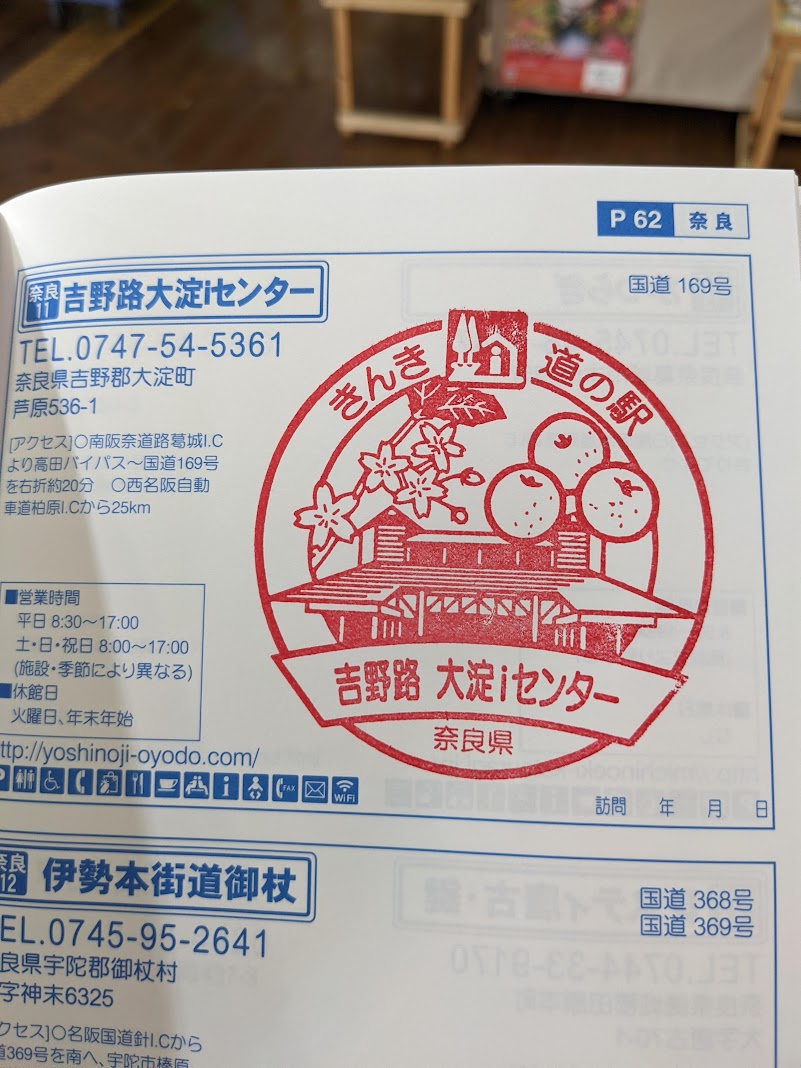 P 62 奈良
奈良 11 吉野路大淀iセンター
国道 169号
TEL.0747-54-5361
奈良県吉野郡大淀町
芦原536-1
[アクセス]○南阪奈道路葛城I.C
より高田バイパス～国道169号
を右折約20分　○西名阪自動
車道柏原I.Cから25km
■営業時間
平日 8:30～17:00
土・日・祝日 8:00～17:00
(施設・季節により異なる)
■休館日
火曜日、年末年始
ttp://yoshinoji-oyodo.com/
FAX
WiFi
きんき 道の駅
吉野路 大淀iセンター
奈良県
訪問　年　月　日
奈良 12 伊勢本街道御杖
国道 368号
国道 369号
EL.0745-95-2641
良県宇陀郡御杖村
字神末6325
クセス]○名阪国道針I.Cから
道369号を南へ、宇陀市榛原